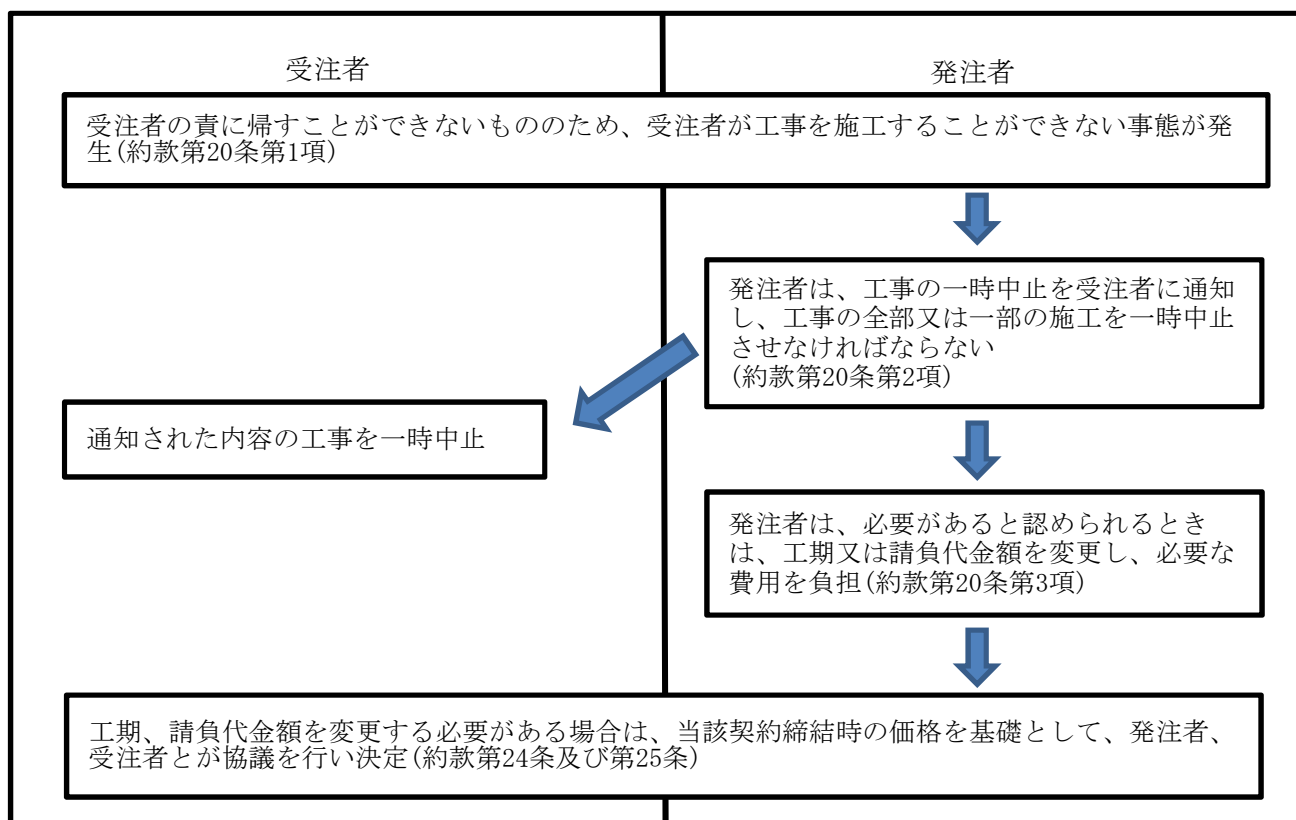 受注者
発注者
受注者の責に帰すことができないもののため、受注者が工事を施工することができない事態が発
生(約款第20条第1項)
発注者は、工事の一時中止を受注者に通知
し、工事の全部又は一部の施工を一時中止
させなければならない
(約款第20条第2項)
通知された内容の工事を一時中止
発注者は、必要があると認められるとき
は、工期又は請負代金額を変更し、必要な
費用を負担(約款第20条第3項)
工期、請負代金額を変更する必要がある場合は、当該契約締結時の価格を基礎として、発注者、
受注者とが協議を行い決定(約款第24条及び第25条)